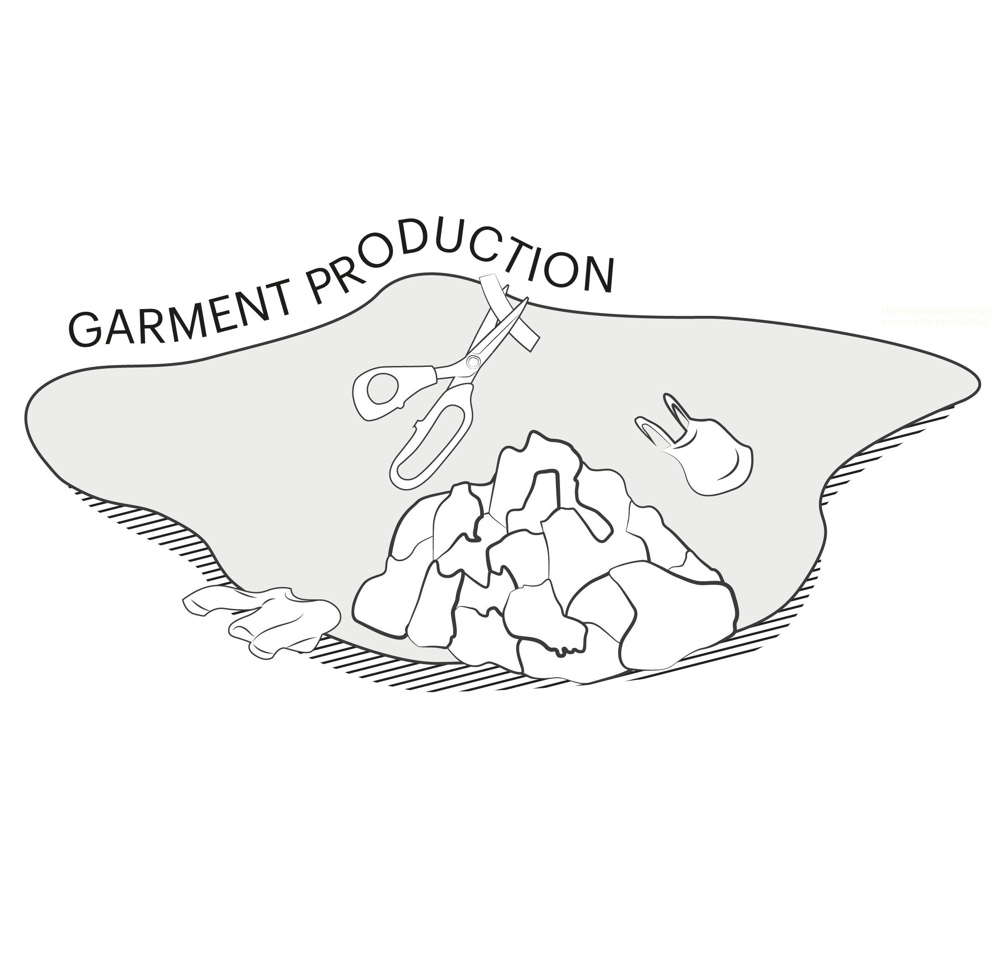 GARMENT PRODUCTION
Non-renewable energy
sources for production